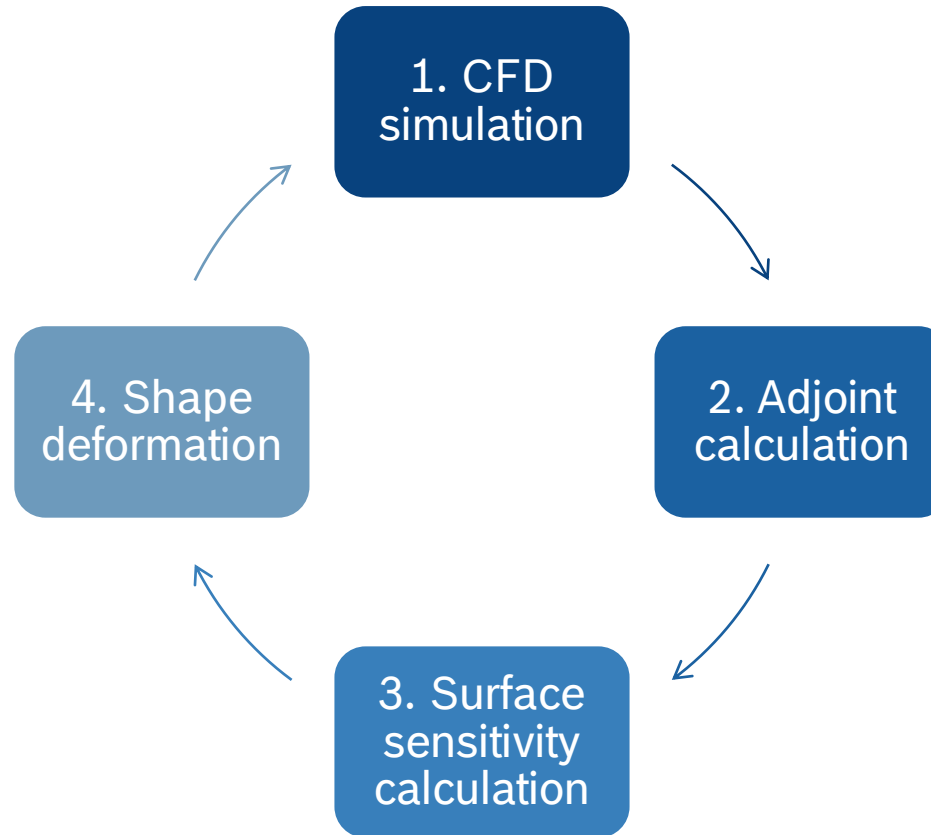 1. CFD
simulation
2. Adjoint
calculation
3. Surface
sensitivity
calculation
4. Shape
deformation